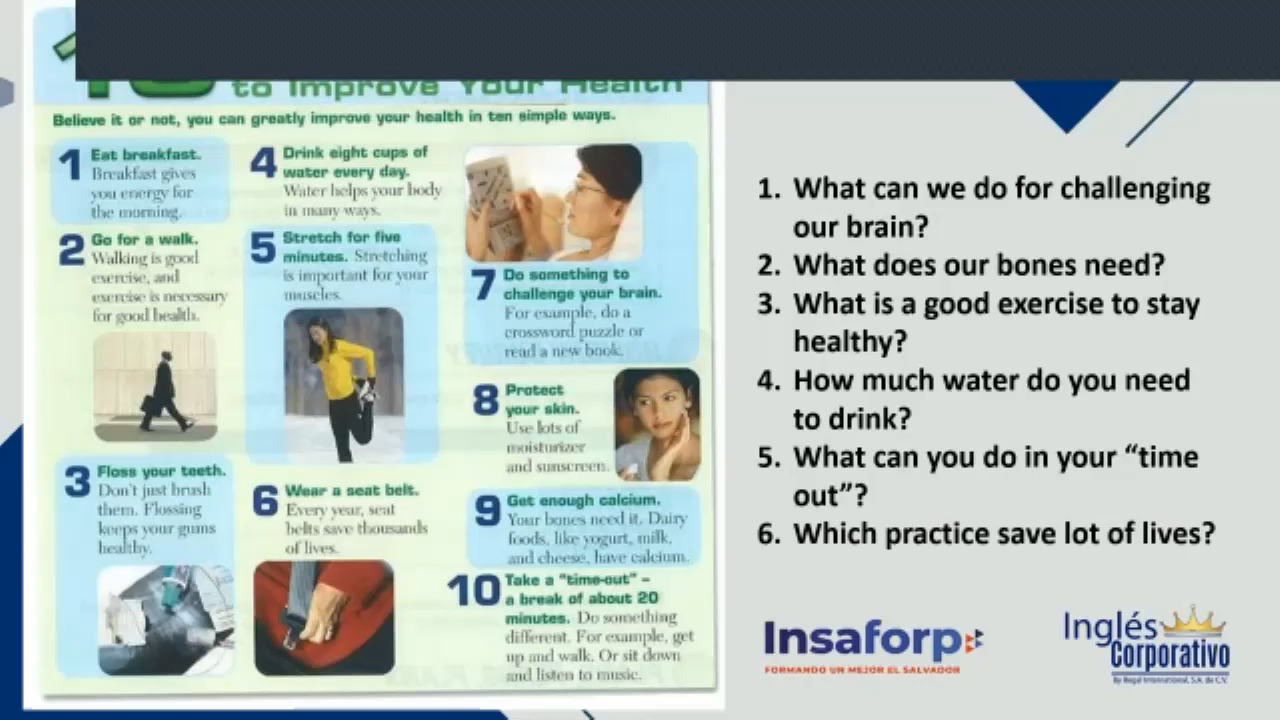 to Improve Your Health
Believe it or not, you can greatly improve your health in ten simple ways.
1 Eat breakfast.
Breakfast gives
you energy for
the morning.
2 Go for a walk.
Walking is good
exercise, and
exercise is necessary
for good health.
3 Floss your teeth.
Don't just brush
them. Flossing
keeps your gums
healthy.
4 Drink eight cups of
water every day.
Water helps your body
in many ways.
5 Stretch for five
minutes. Stretching
is important for your
muscles.
6 Wear a seat belt.
Every year, seat
belts save thousands
of lives.
7 Do something to
challenge your brain.
For example, do a
crossword puzzle or
read a new book.
8 Protect
your skin.
Use lots of
moisturizer
and sunscreen.
9 Get enough calcium.
Your bones need it. Dairy
foods, like yogurt, milk,
and cheese, have calcium.
10 Take a “time-out” –
a break of about 20
minutes. Do something
different. For example, get
up and walk. Or sit down
and listen to music.
1. What can we do for challenging
our brain?
2. What does our bones need?
3. What is a good exercise to stay
healthy?
4. How much water do you need
to drink?
5. What can you do in your “time
out”?
6. Which practice save lot of lives?
Insaforp
FORMANDO UN MEJOR EL SALVADOR
Inglés
Corporativo
By Regal International, S.A. de C.V.